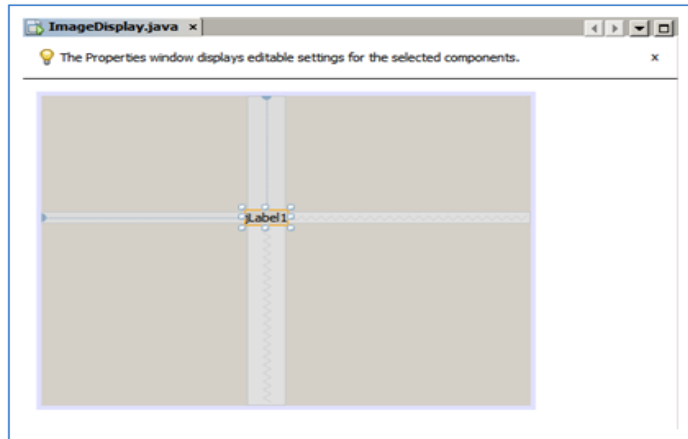 ImageDisplay.java x
The Properties window displays editable settings for the selected components. x
jLabel1